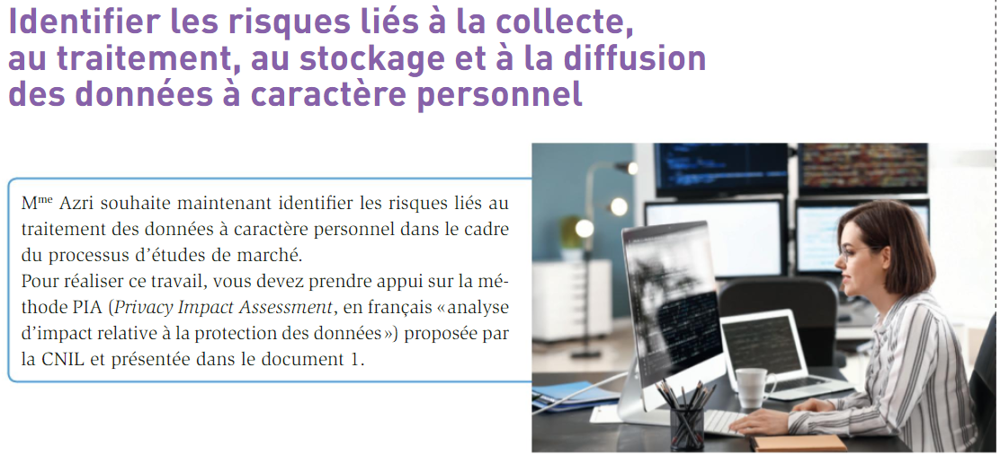 Identifier les risques liés à la collecte,
au traitement, au stockage et à la diffusion
des données à caractère personnel
Mme Azri souhaite maintenant identifier les risques liés au
traitement des données à caractère personnel dans le cadre
du processus d’études de marché.
Pour réaliser ce travail, vous devez prendre appui sur la mé-
thode PIA (Privacy Impact Assessment, en français «analyse
d’impact relative à la protection des données») proposée par
la CNIL et présentée dans le document 1.